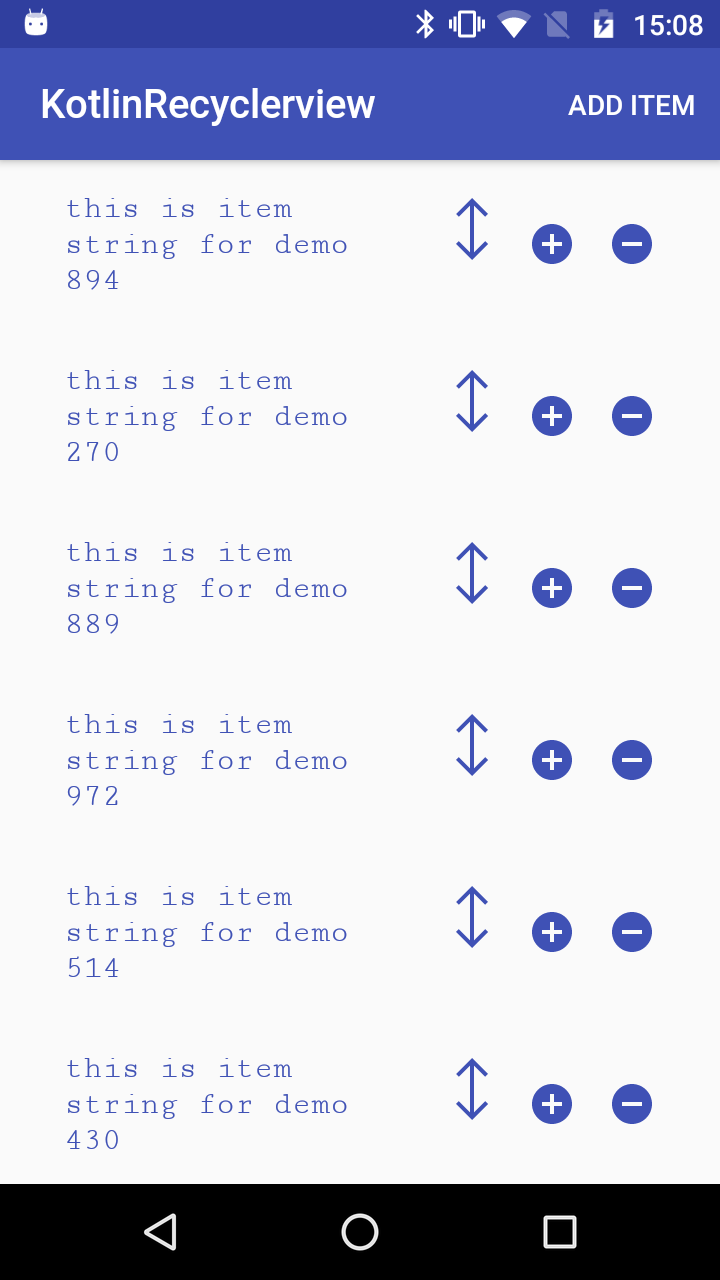 15:08
KotlinRecyclerview ADD ITEM
this is item
string for demo
894
this is item
string for demo
270
this is item
string for demo
889
this is item
string for demo
972
this is item
string for demo
514
this is item
string for demo
430